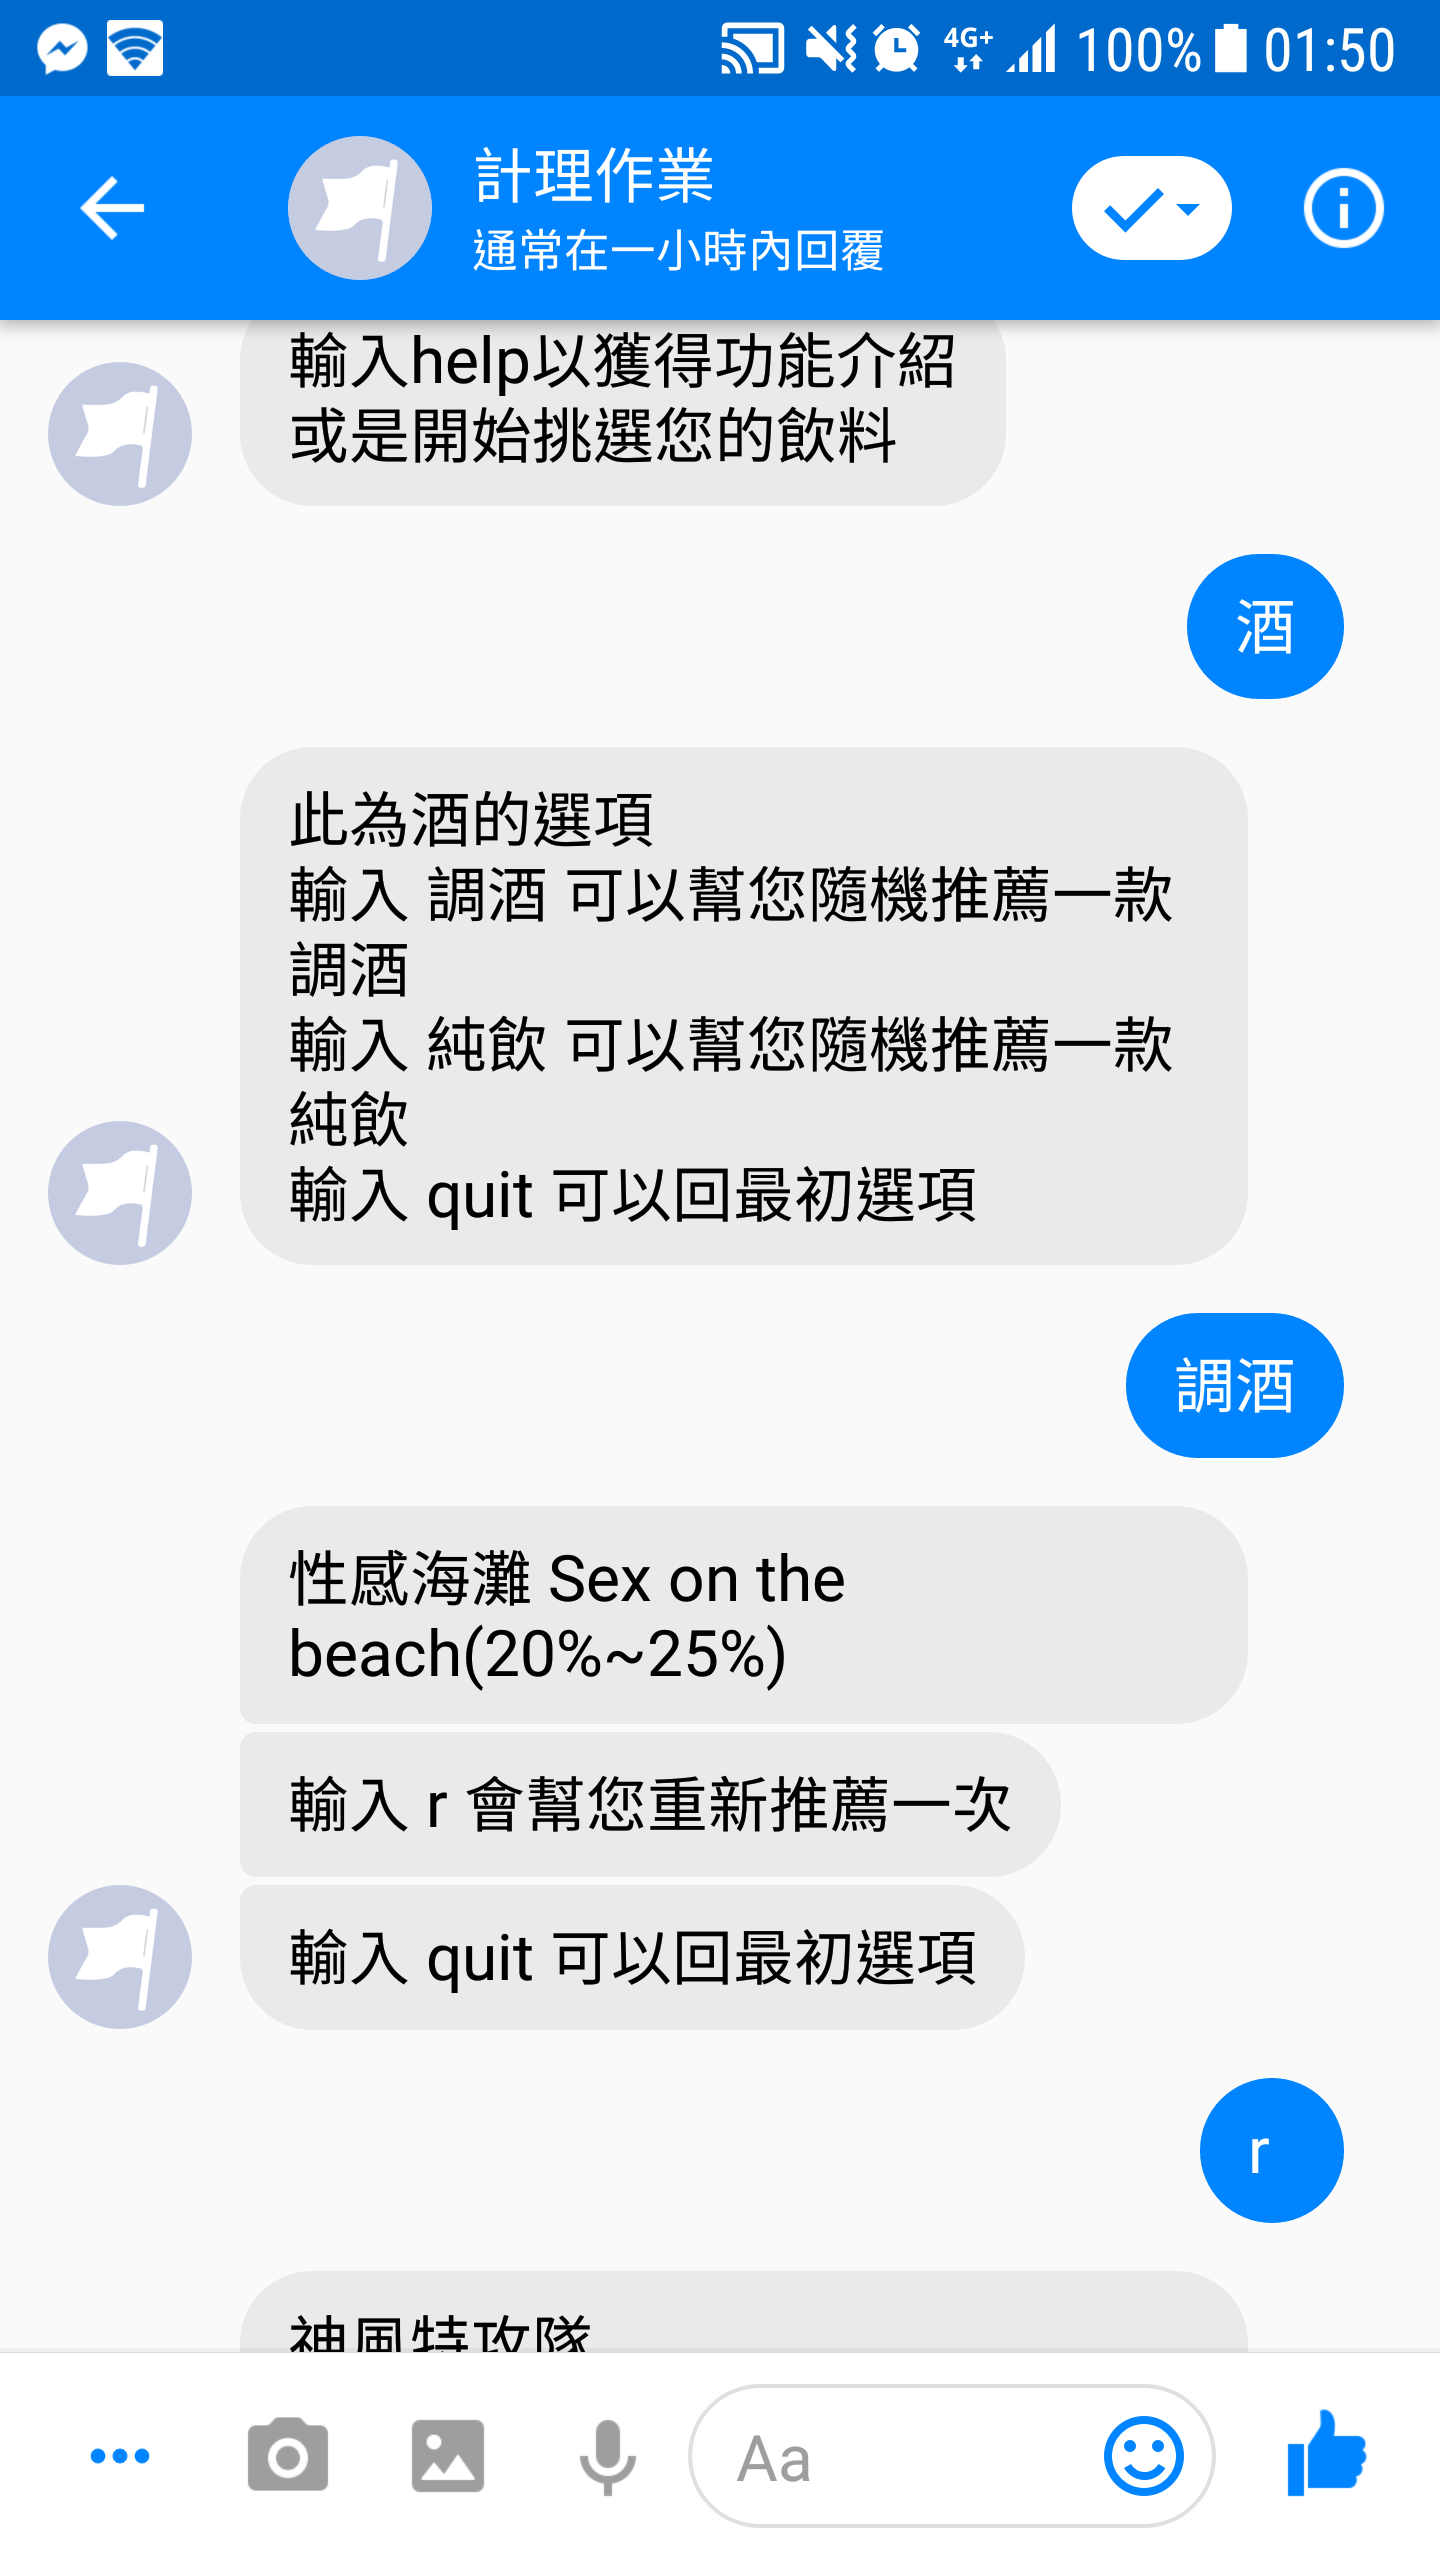 4G+ 100% 01:50
計理作業
通常在一小時內回覆
輸入help以獲得功能介紹
或是開始挑選您的飲料
酒
此為酒的選項
輸入 調酒 可以幫您隨機推薦一款
調酒
輸入 純飲 可以幫您隨機推薦一款
純飲
輸入 quit 可以回最初選項
調酒
性感海灘 Sex on the
beach(20%~25%)
輸入 r 會幫您重新推薦一次
輸入 quit 可以回最初選項
r
神風特攻隊
Aa